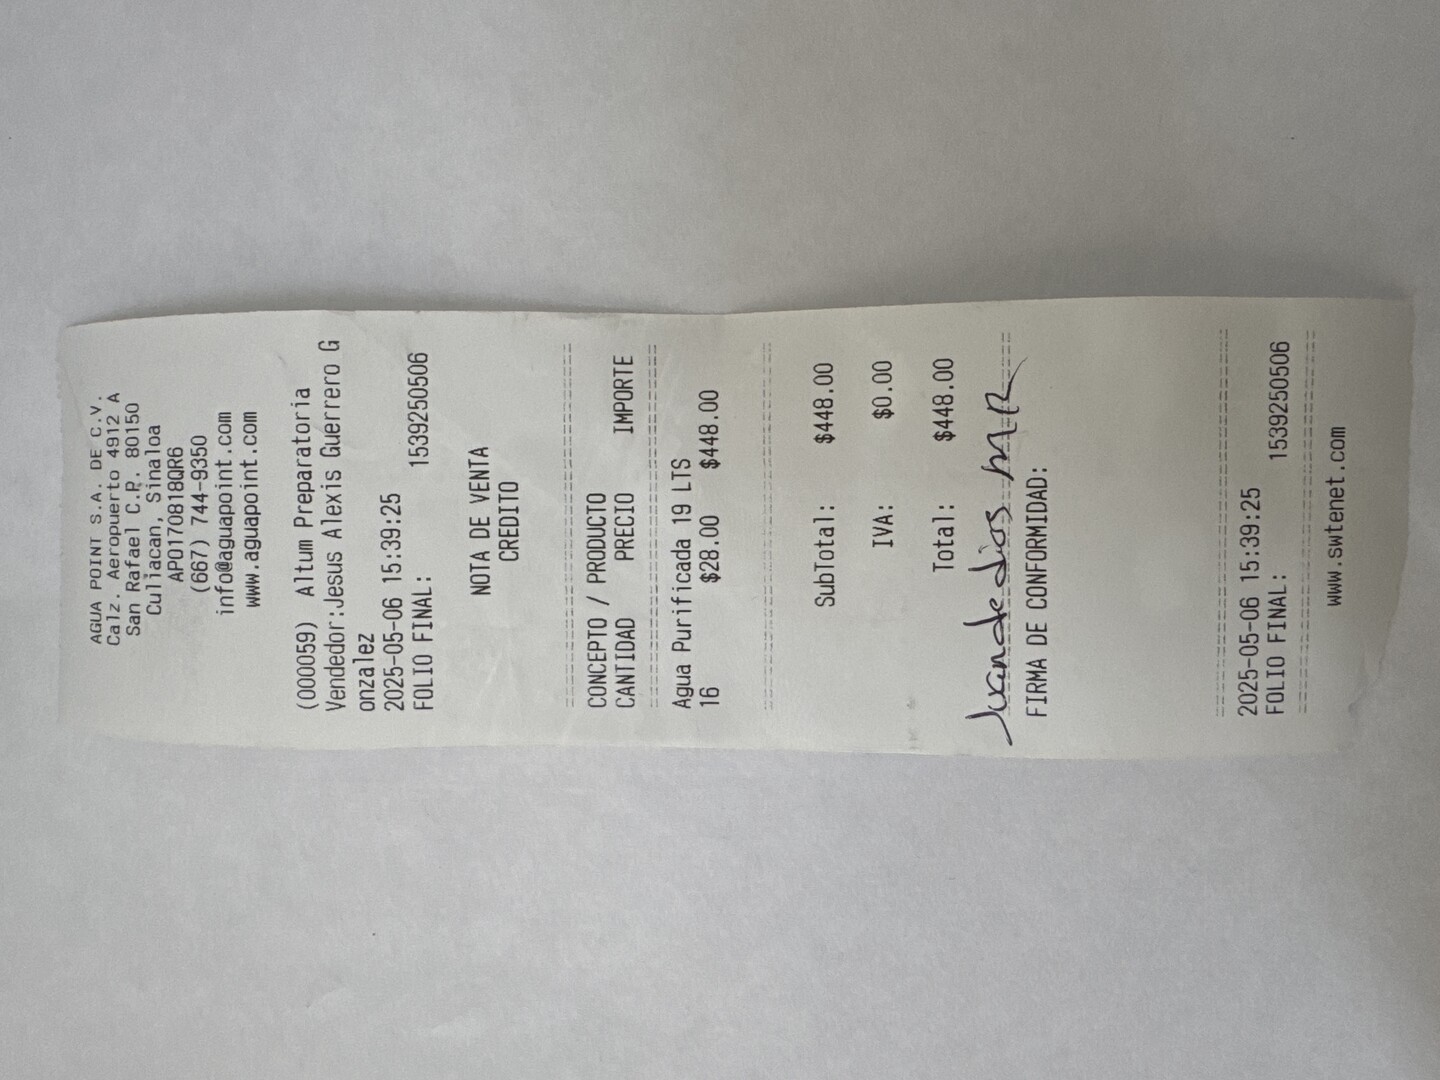 AGUA POINT S.A. DE C.V.
Calz. Aeropuerto 4912 A
San Rafael C.P. 80150
Culiacan, Sinaloa
APO170818QR6
(667) 744-9350
info@aguapoint.com
www.aguapoint.com
(000059) Altum Preparatoria
Vendedor:Jesus Alexis Guerrero G
onzalez
2025-05-06 15:39:25
FOLIO FINAL: 1539250506
NOTA DE VENTA
CREDITO
CONCEPTO / PRODUCTO
CANTIDAD PRECIO IMPORTE
Agua Purificada 19 LTS
16 $28.00 $448.00
SubTotal: $448.00
IVA: $0.00
Total: $448.00
Juan de Dios M R
FIRMA DE CONFORMIDAD:
2025-05-06 15:39:25
FOLIO FINAL: 1539250506
www.swtenet.com